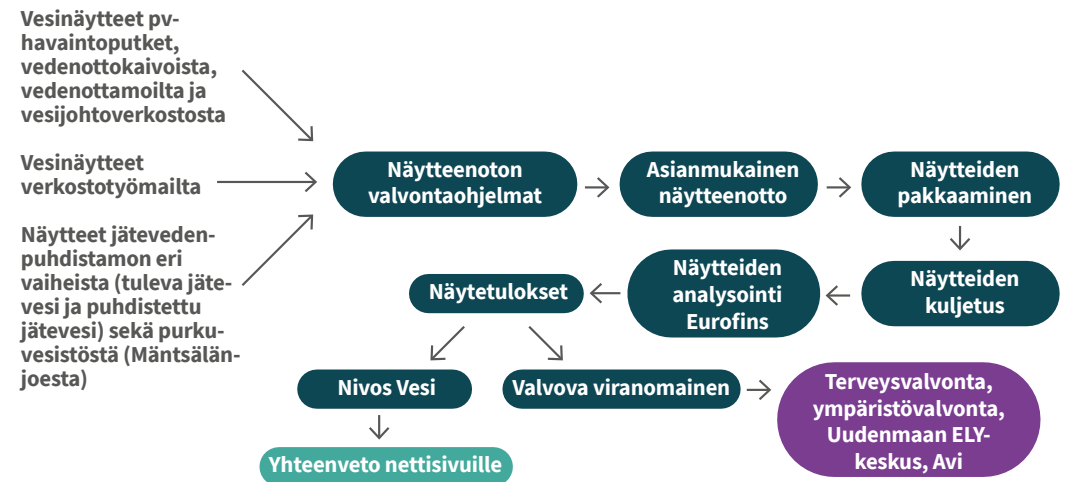 Vesinäytteet pv-
havaintoputket,
vedenottokaivoista,
vedenottamoilta ja
vesijohtoverkostosta
Vesinäytteet
verkostotyömailta
Näytteet jäteveden-
puhdistamon eri
vaiheista (tuleva jäte-
vesi ja puhdistettu
jätevesi) sekä purku-
vesistöstä (Mäntsälän-
joesta)
Näytteenoton
valvontaohjelmat
Asianmukainen
näytteenotto
Näytteiden
pakkaaminen
Näytteiden
kuljetus
Näytteiden
analysointi
Eurofins
Näytetulokset
Nivos Vesi
Valvova viranomainen
Terveysvalvonta,
ympäristövalvonta,
Uudenmaan ELY-
keskus, Avi
Yhteenveto nettisivuille